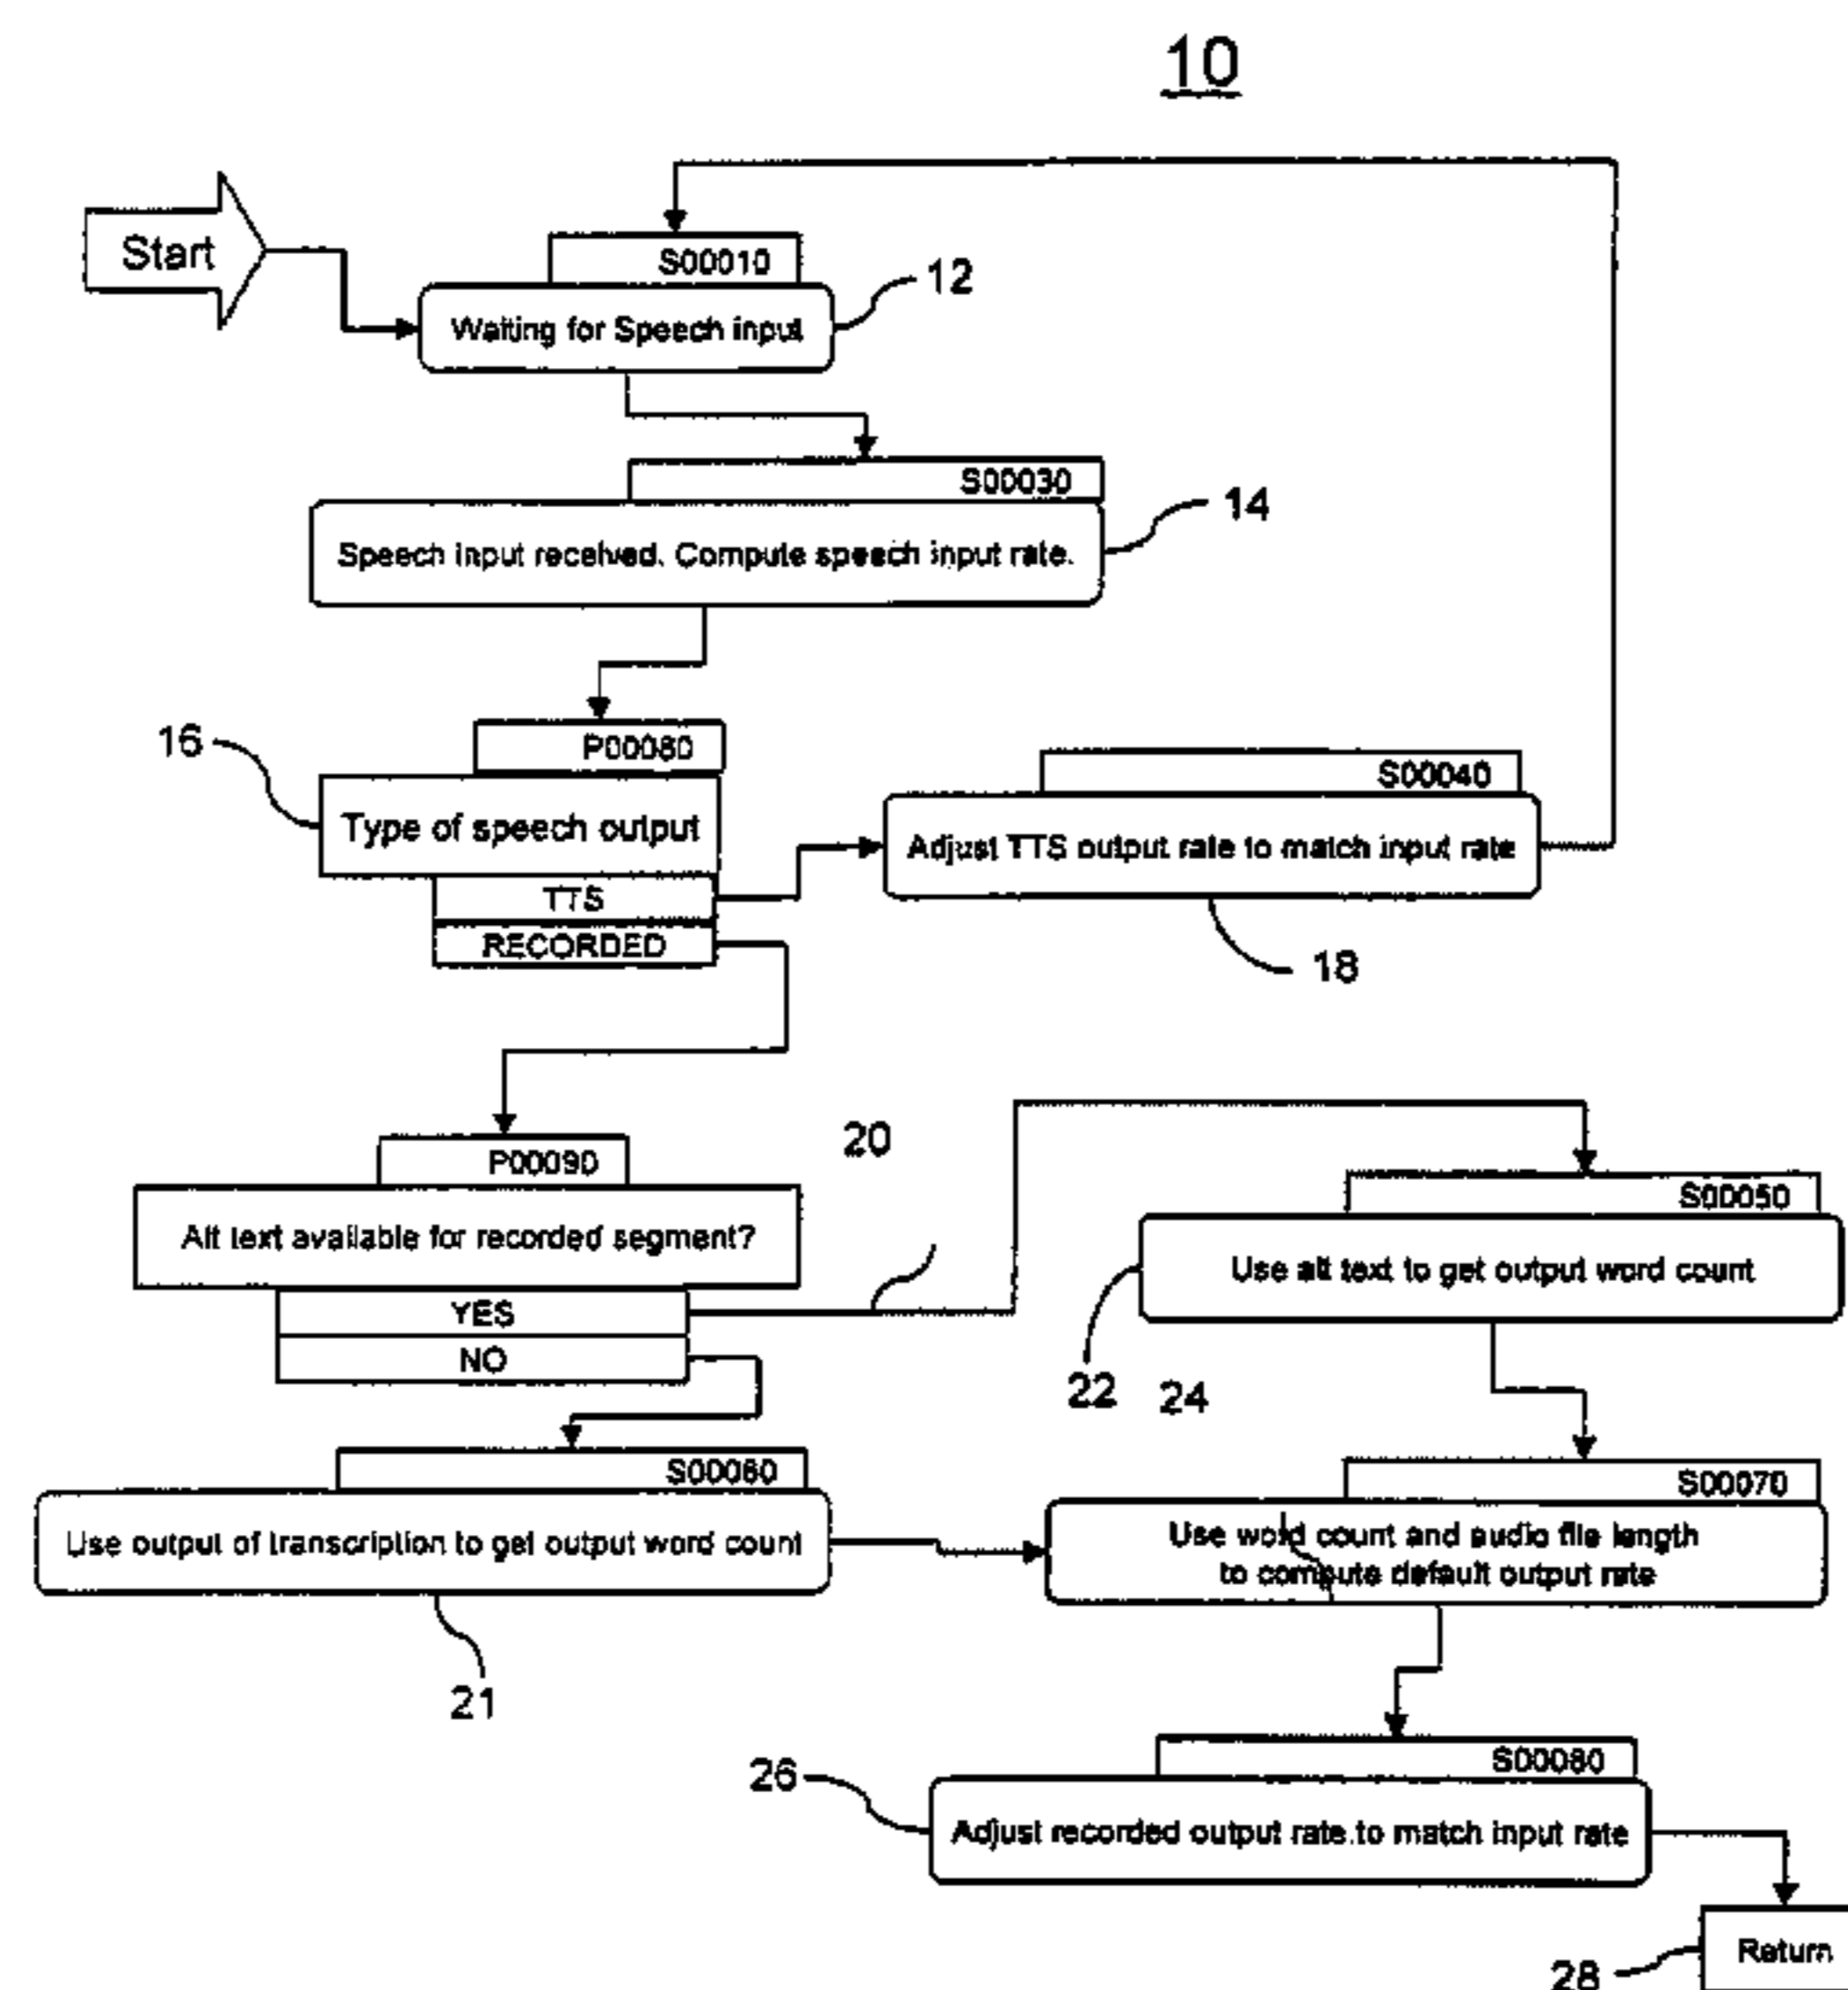 10
Start
S00010
Waiting for Speech input
12
S00030
Speech input received. Compute speech input rate.
14
16
P00080
Type of speech output
TTS
RECORDED
S00040
Adjust TTS output rate to match input rate
18
P00090
Alt text available for recorded segment?
YES
NO
20
S00050
Use alt text to get output word count
22
24
S00060
Use output of transcription to get output word count
21
S00070
Use word count and audio file length
to compute default output rate
S00080
26
Adjust recorded output rate.to match input rate
Return
28